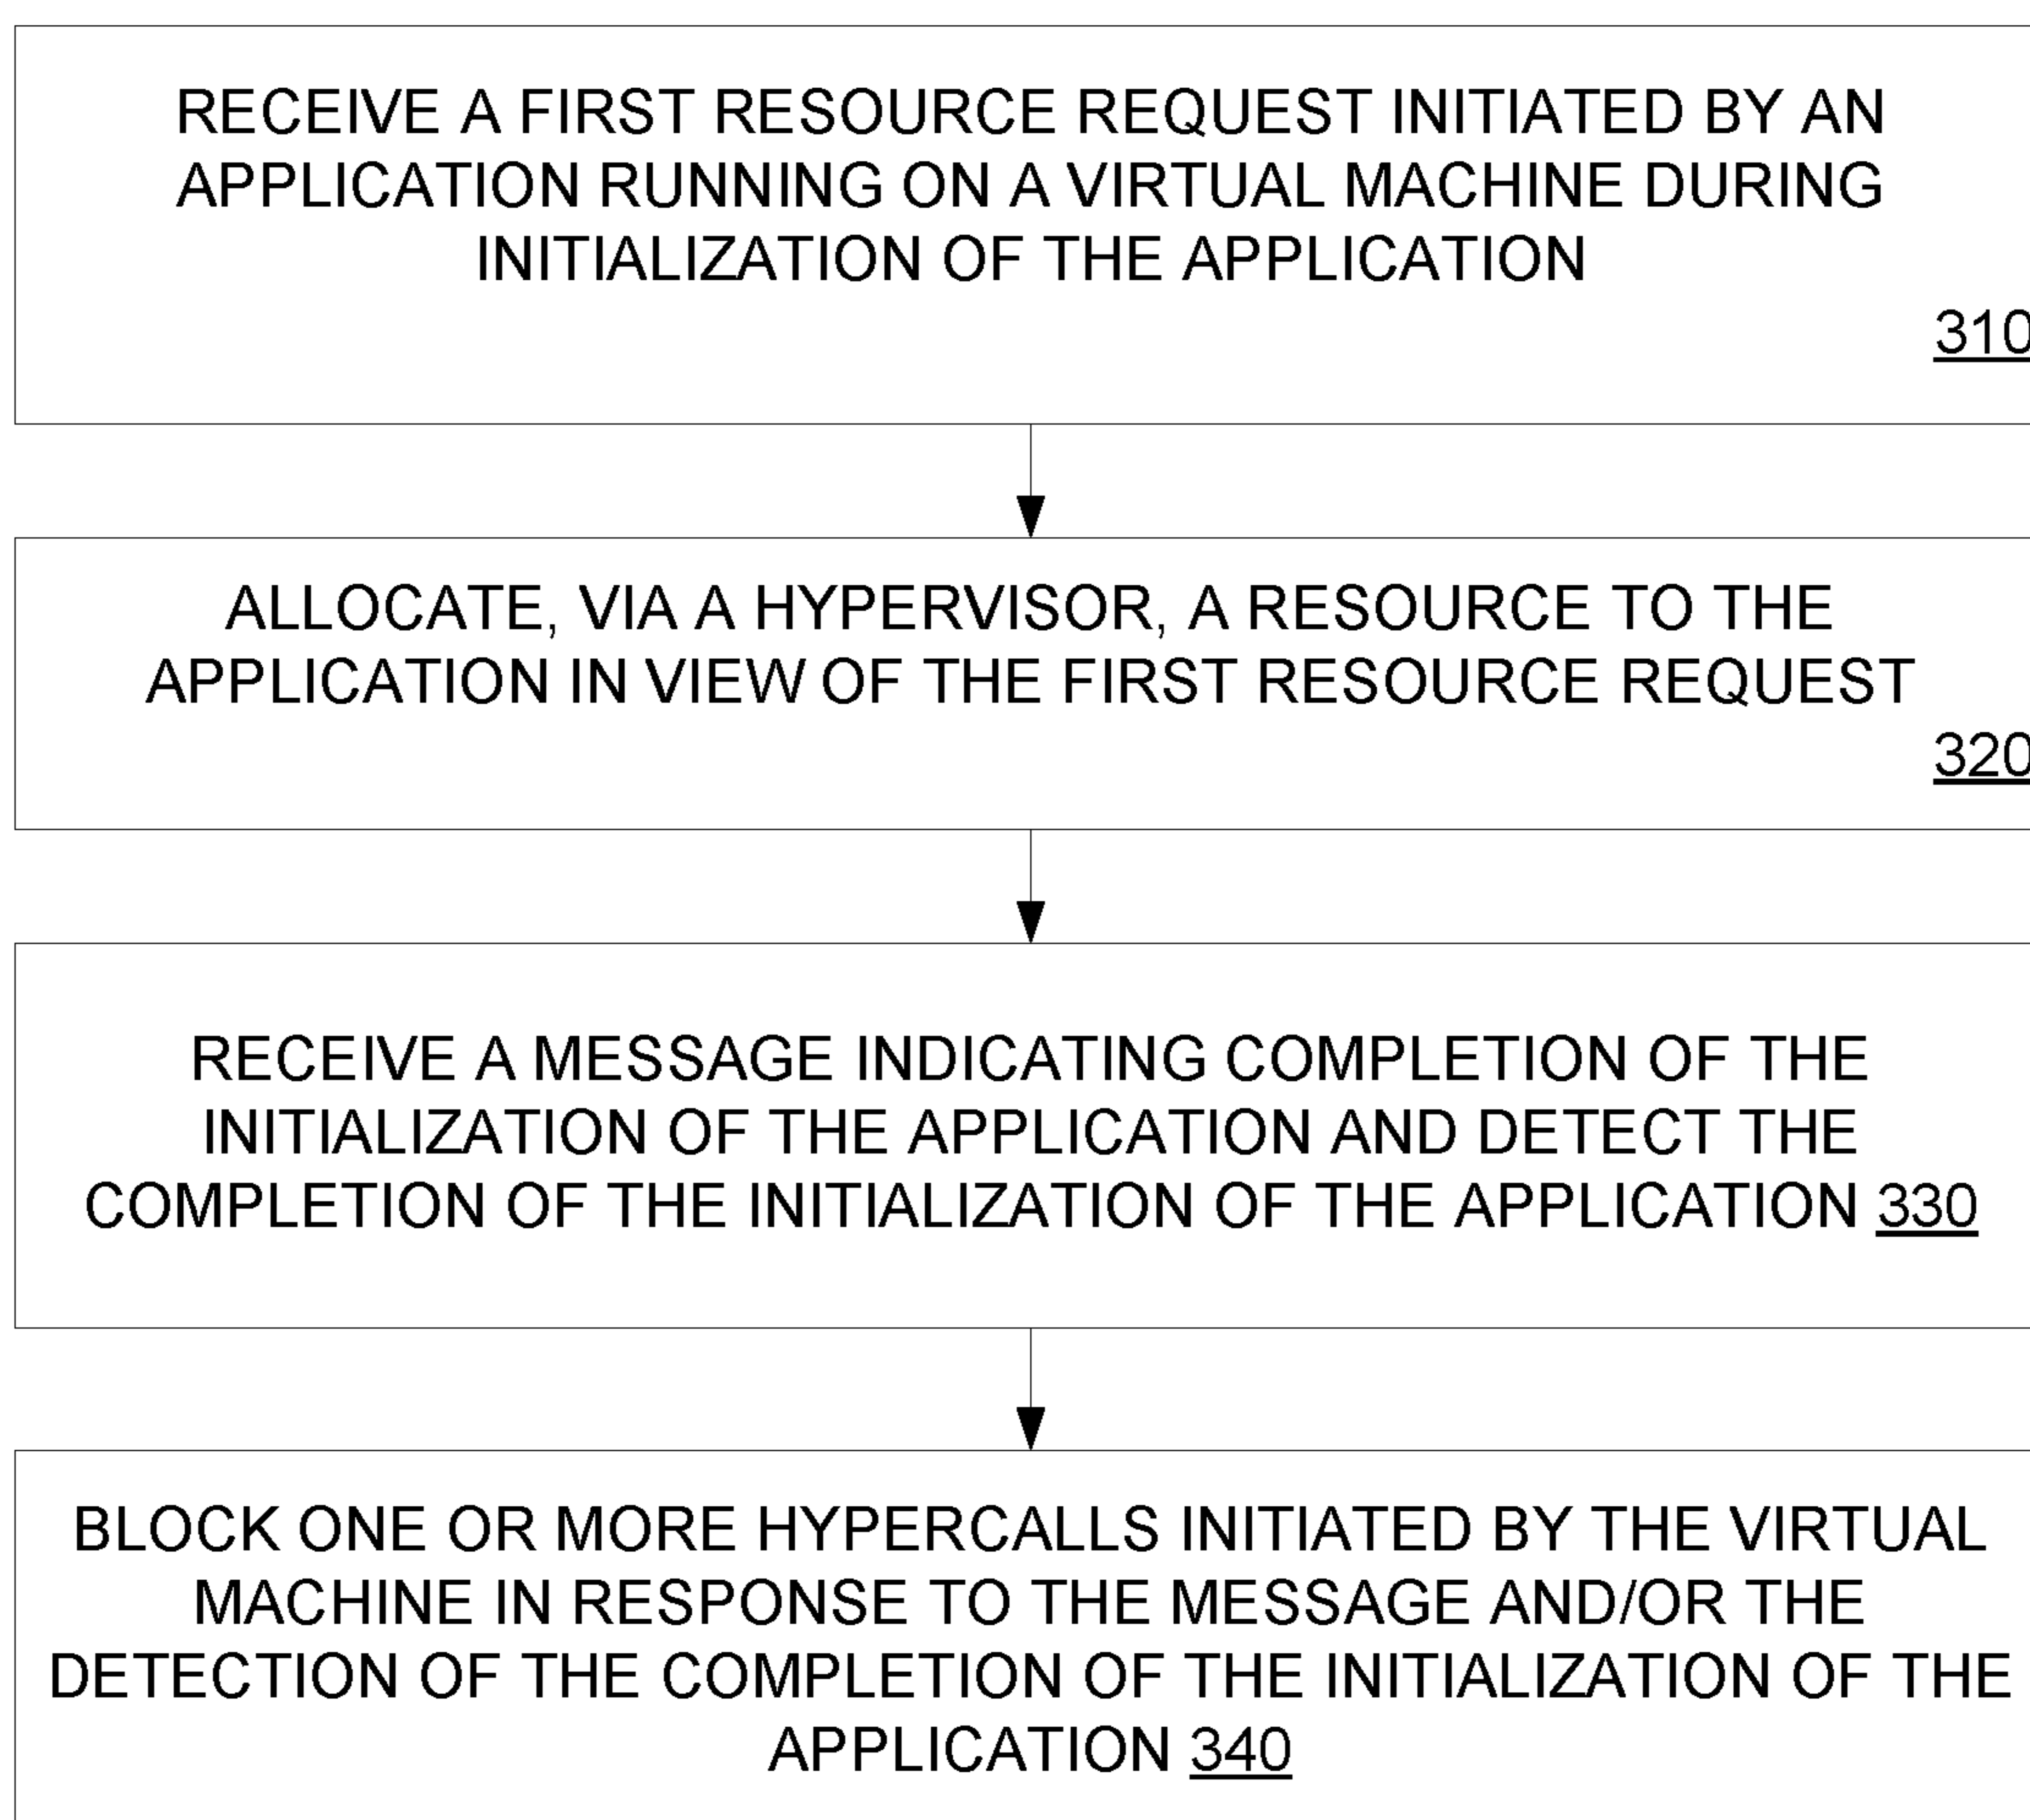 RECEIVE A FIRST RESOURCE REQUEST INITIATED BY AN
APPLICATION RUNNING ON A VIRTUAL MACHINE DURING
INITIALIZATION OF THE APPLICATION
310
ALLOCATE, VIA A HYPERVISOR, A RESOURCE TO THE
APPLICATION IN VIEW OF THE FIRST RESOURCE REQUEST
320
RECEIVE A MESSAGE INDICATING COMPLETION OF THE
INITIALIZATION OF THE APPLICATION AND DETECT THE
COMPLETION OF THE INITIALIZATION OF THE APPLICATION 330
BLOCK ONE OR MORE HYPERCALLS INITIATED BY THE VIRTUAL
MACHINE IN RESPONSE TO THE MESSAGE AND/OR THE
DETECTION OF THE COMPLETION OF THE INITIALIZATION OF THE
APPLICATION 340